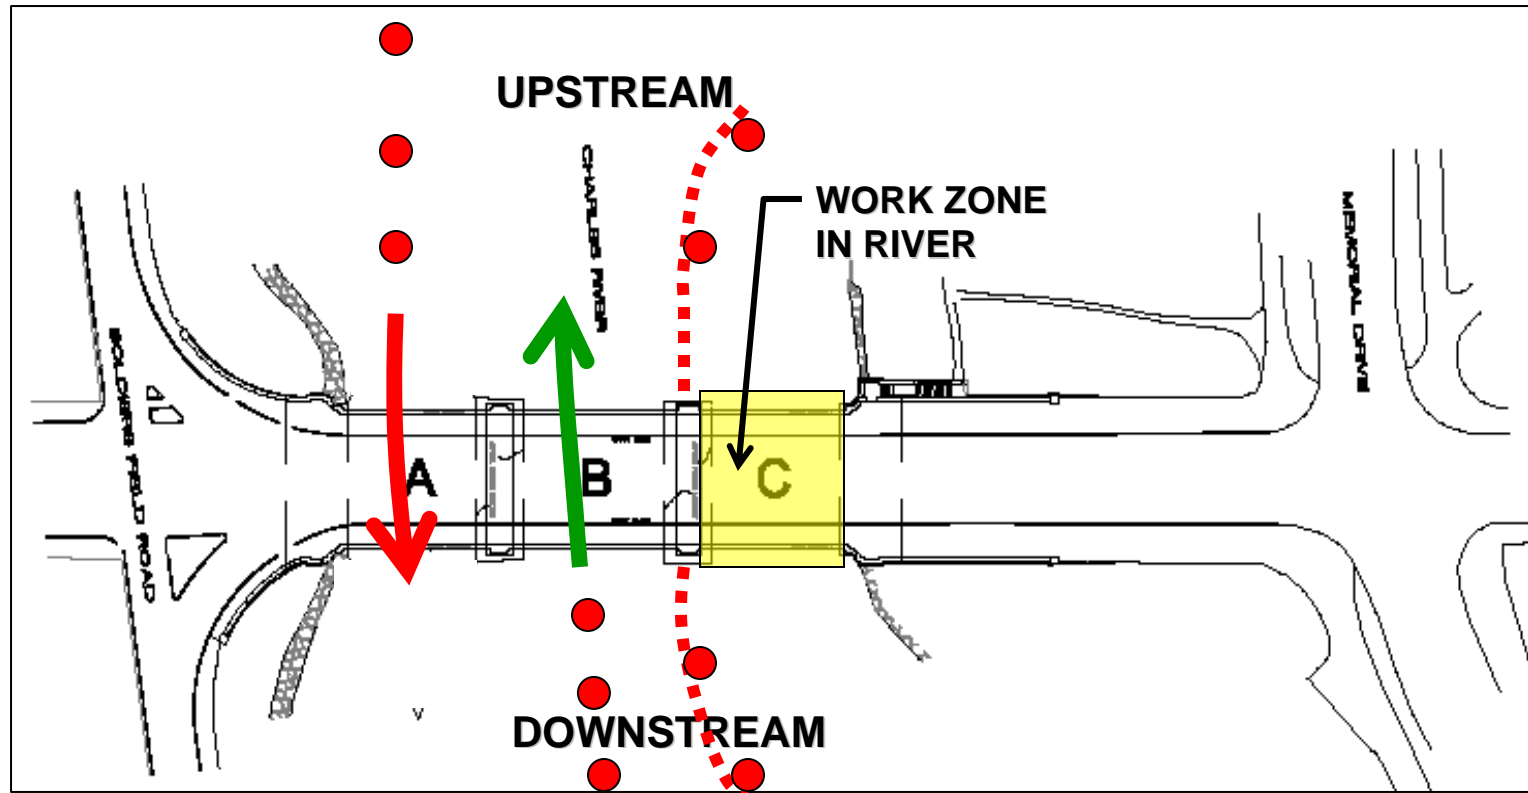 UPSTREAM
CHARLES RIVER
WORK ZONE
IN RIVER
MEMORIAL DRIVE
SOLDIERS FIELD ROAD
A
B
C
DOWNSTREAM